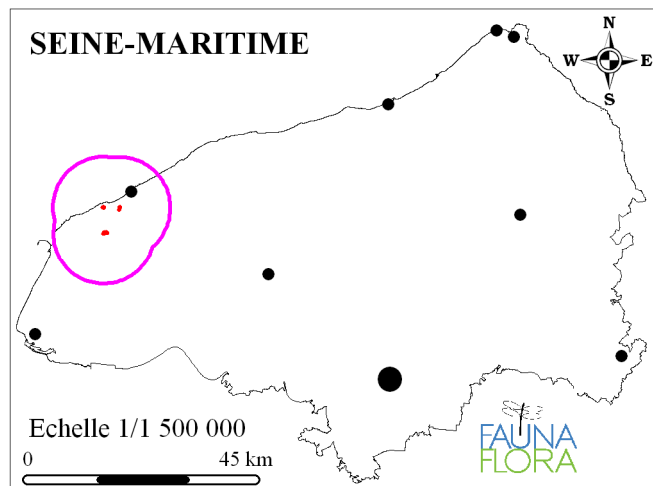 SEINE-MARITIME
N
W E
S
Echelle 1/1 500 000
0 45 km
FAUNA
FLORA